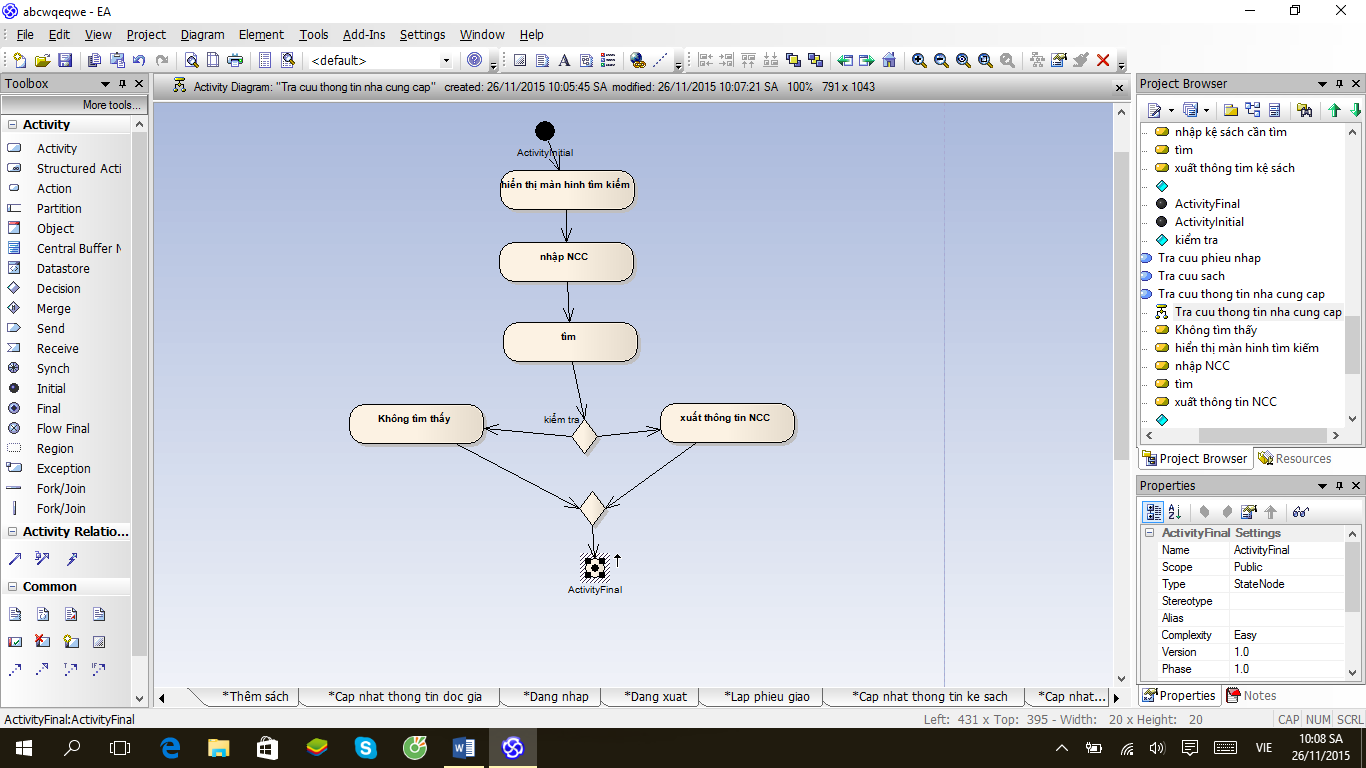 abcwqeqwe - EA
File Edit View Project Diagram Element Tools Add-Ins Settings Window Help
<default>
Toolbox
More tools...
Activity
Activity
Structured Acti
Action
Partition
Object
Central Buffer N
Datastore
Decision
Merge
Send
Receive
Synch
Initial
Final
Flow Final
Region
Exception
Fork/Join
Fork/Join
Activity Relatio...
Common
Activity Diagram: "Tra cuu thong tin nha cung cap" created: 26/11/2015 10:05:45 SA modified: 26/11/2015 10:07:21 SA 100% 791 x 1043
ActivityInitial
hiển thị màn hình tìm kiếm
nhập NCC
tìm
Không tìm thấy
kiểm tra
xuất thông tin NCC
ActivityFinal
*Thêm sách *Cap nhat thong tin doc gia *Dang nhap *Dang xuat *Lap phieu giao *Cap nhat thong tin ke sach *Cap nhat...
Project Browser
nhập kệ sách cần tìm
tìm
xuất thông tim kệ sách
ActivityFinal
ActivityInitial
kiểm tra
Tra cuu phieu nhap
Tra cuu sach
Tra cuu thong tin nha cung cap
Tra cuu thong tin nha cung cap
Không tìm thấy
hiển thị màn hình tìm kiếm
nhập NCC
tìm
xuất thông tin NCC
Project Browser Resources
Properties
ActivityFinal Settings
Name ActivityFinal
Scope Public
Type StateNode
Stereotype
Alias
Complexity Easy
Version 1.0
Phase 1.0
Properties Notes
ActivityFinal:ActivityFinal
Left: 431 x Top: 395 - Width: 20 x Height: 20
CAP NUM SCRL
VIE
10:08 SA
26/11/2015